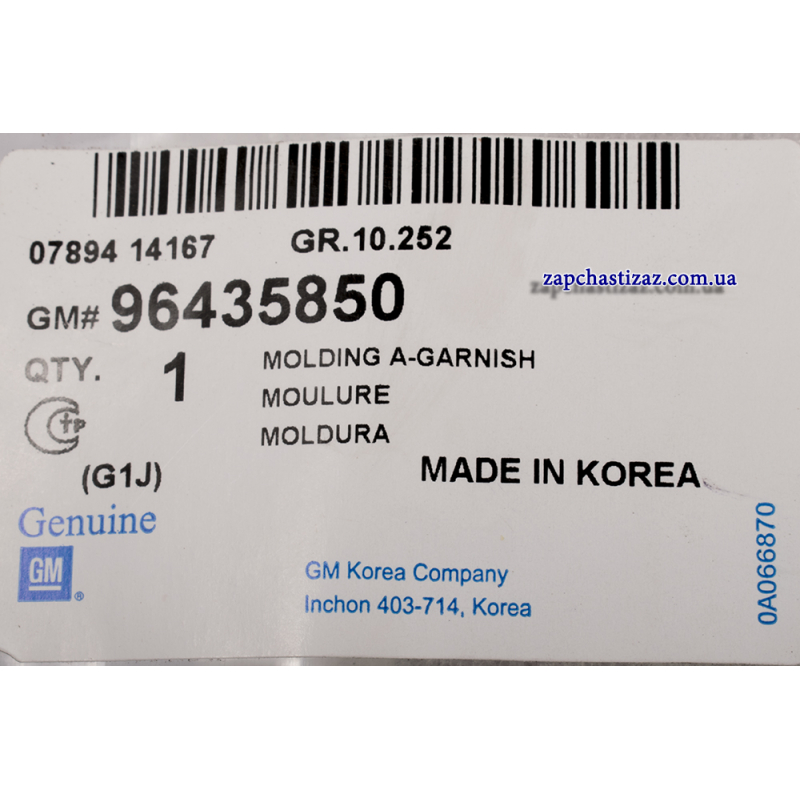 07894 14167 GR.10.252
zapchastizaz.com.ua
GM# 96435850
QTY. 1 MOLDING A-GARNISH
MOULURE
MOLDURA
(G1J) MADE IN KOREA
Genuine
GM ®
GM Korea Company
Inchon 403-714, Korea
0A066870